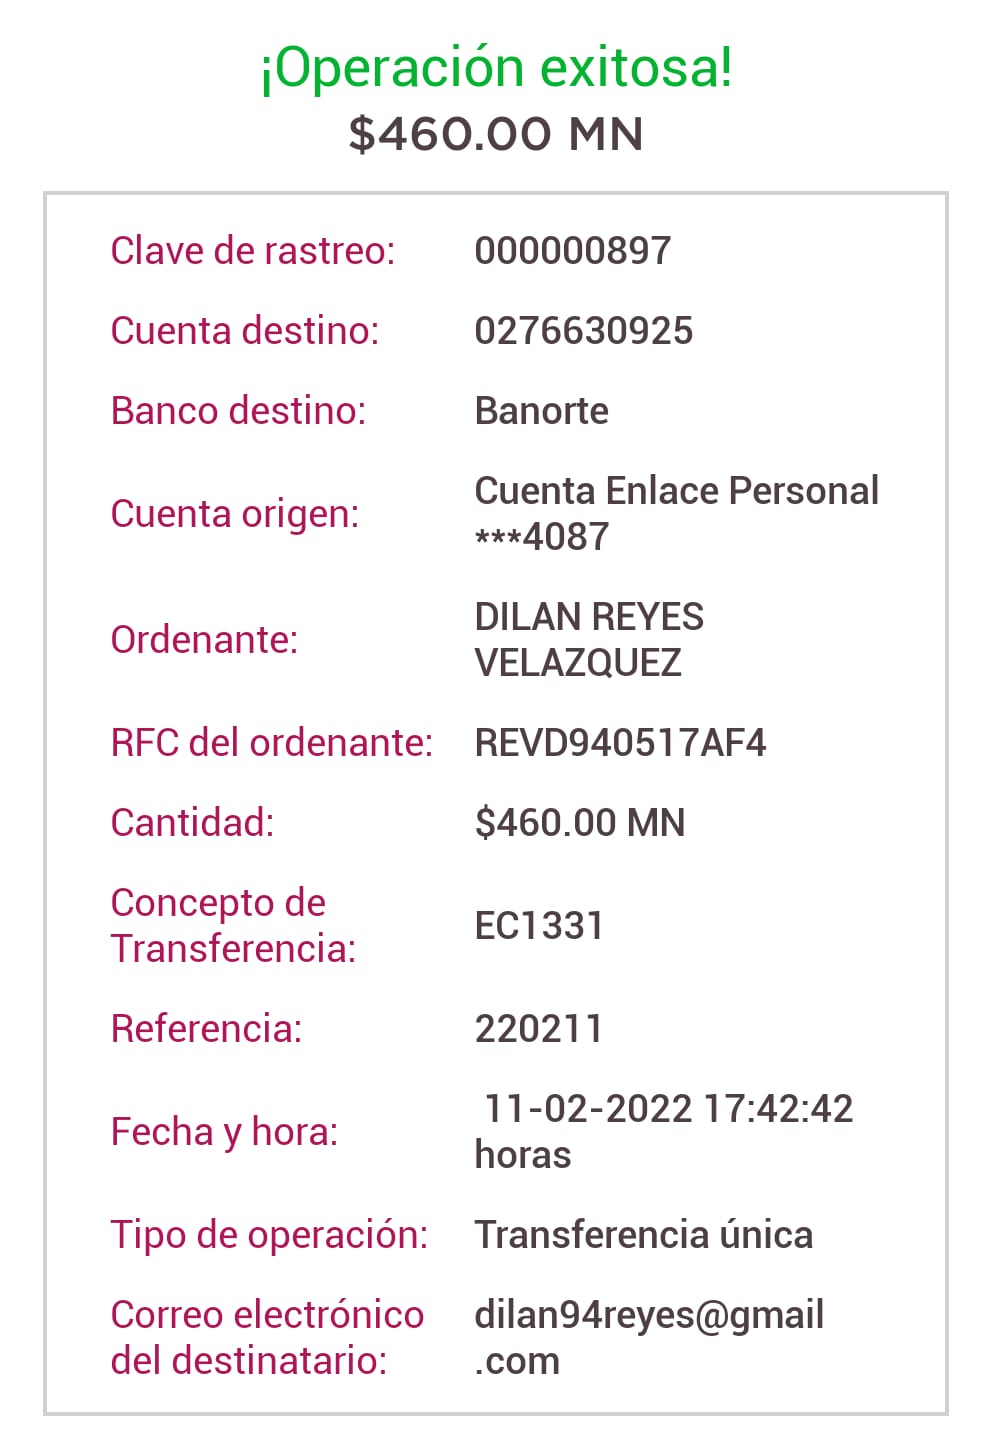 ¡Operación exitosa!
$460.00 MN
Clave de rastreo: 000000897
Cuenta destino: 0276630925
Banco destino: Banorte
Cuenta origen: Cuenta Enlace Personal
***4087
Ordenante: DILAN REYES
VELAZQUEZ
RFC del ordenante: REVD940517AF4
Cantidad: $460.00 MN
Concepto de
Transferencia: EC1331
Referencia: 220211
Fecha y hora: 11-02-2022 17:42:42
horas
Tipo de operación: Transferencia única
Correo electrónico dilan94reyes@gmail
del destinatario: .com